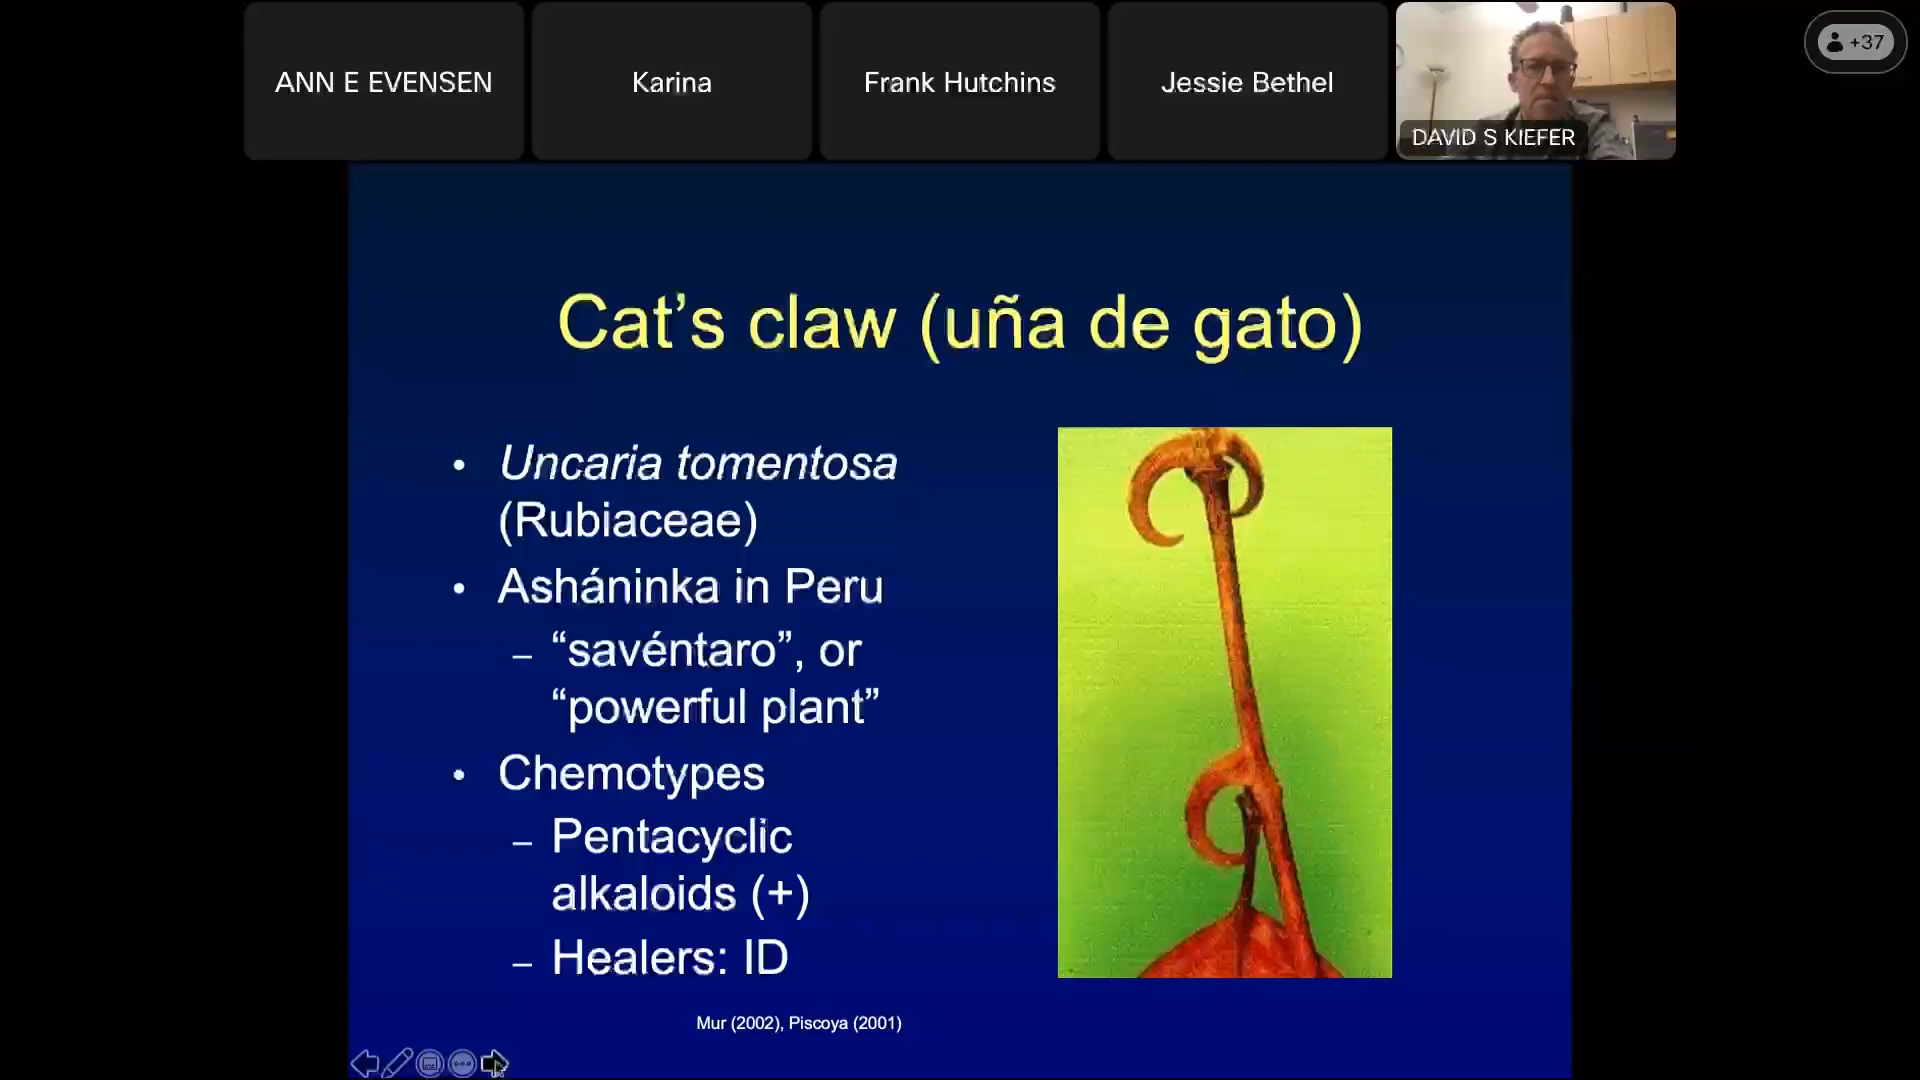 ANN E EVENSEN
Karina
Frank Hutchins
Jessie Bethel
DAVID S KIEFER
+37
Cat’s claw (uña de gato)
• Uncaria tomentosa
(Rubiaceae)
• Asháninka in Peru
– “savéntaro”, or
“powerful plant”
• Chemotypes
– Pentacyclic
alkaloids (+)
– Healers: ID
Mur (2002), Piscoya (2001)